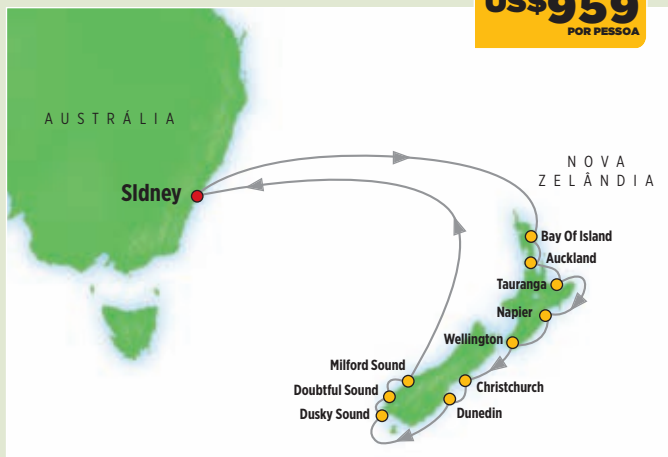 US$959
POR PESSOA
AUSTRÁLIA
NOVA
ZELÂNDIA
SIdney
Bay Of Island
Auckland
Tauranga
Napier
Wellington
Milford Sound
Christchurch
Doubtful Sound
Dusky Sound
Dunedin